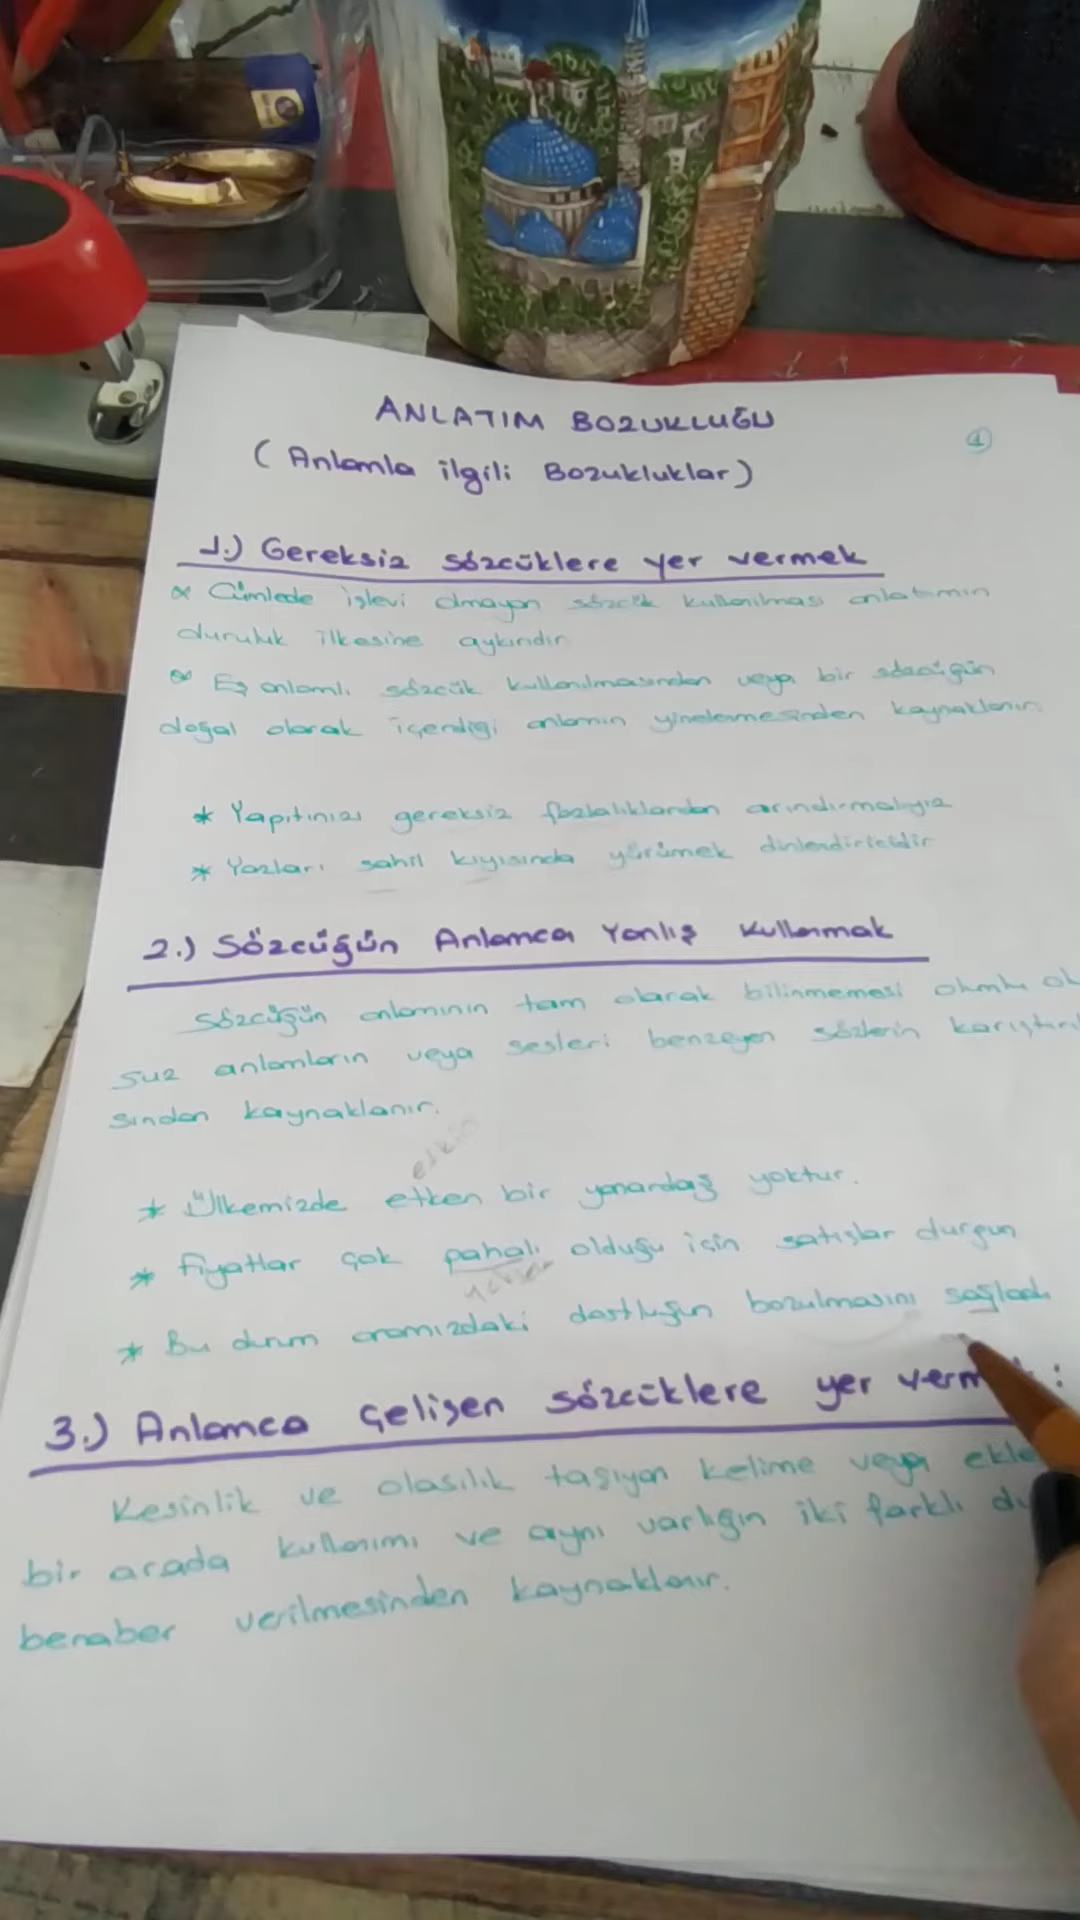 ANLATIM BOZUKLUĞU
①
(Anlamla ilgili Bozukluklar)
1.) Gereksiz sözcüklere yer vermek
Cümlede işlevi olmayan sözcük kullanılması anlatımın
duruluk ilkesine aykırıdır
Eş anlamlı sözcük kullanılmasından veya bir sözcüğün
doğal olarak içerdiği anlamın yinelenmesinden kaynaklanır
* Yapıtınızı gereksiz fazlalıklardan arındırmalıyız
* Yazları sahil kıyısında yürümek dinlendiricidir
2.) Sözcüğün Anlamca Yanlış Kullanmak
Sözcüğün anlamının tam olarak bilinmemesi olumlu ol
suz anlamların veya sesleri benzeyen sözlerin karıştırıl
sından kaynaklanır.
etkin
* Ülkemizde etken bir yanardağ yoktur.
* Fiyatlar çok pahalı olduğu için satışlar durgun
* Bu durum aramızdaki dostluğun bozulmasını sağladı
3.) Anlamca Çelişen sözcüklere yer verm :
Kesinlik ve olasılık taşıyan kelime veya ekle
bir arada kullanımı ve aynı varlığın iki farklı du
beraber verilmesinden kaynaklanır.